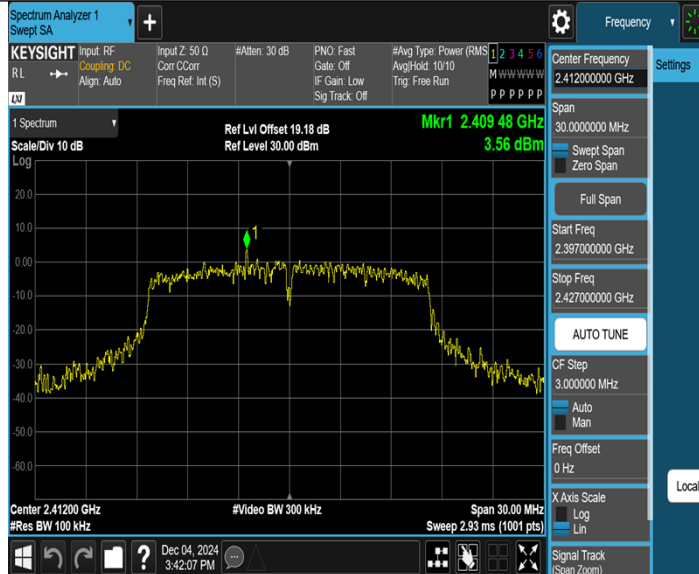 Spectrum Analyzer 1
Swept SA
Frequency
KEYSIGHT
Input: RF
Input Z: 50 Ω
#Atten: 30 dB
PNO: Fast
#Avg Type: Power (RMS
1 2 3 4 5 6
RL
Coupling: DC
Corr CCorr
Gate: Off
Avg|Hold: 10/10
M W W W W W
Align: Auto
Freq Ref: Int (S)
IF Gain: Low
Trig: Free Run
Sig Track: Off
P P P P P P
LXI
Center Frequency
2.412000000 GHz
Settings
1 Spectrum
Ref Lvl Offset 19.18 dB
Mkr1 2.409 48 GHz
Scale/Div 10 dB
Ref Level 30.00 dBm
3.56 dBm
Log
20.0
10.0
1
0.00
-10.0
-20.0
-30.0
-40.0
-50.0
-60.0
Center 2.41200 GHz
#Video BW 300 kHz
Span 30.00 MHz
#Res BW 100 kHz
Sweep 2.93 ms (1001 pts)
Span
30.0000000 MHz
Swept Span
Zero Span
Full Span
Start Freq
2.397000000 GHz
Stop Freq
2.427000000 GHz
AUTO TUNE
CF Step
3.000000 MHz
Auto
Man
Freq Offset
0 Hz
X Axis Scale
Log
Lin
Signal Track
(Span Zoom)
Local
?
Dec 04, 2024
3:42:07 PM